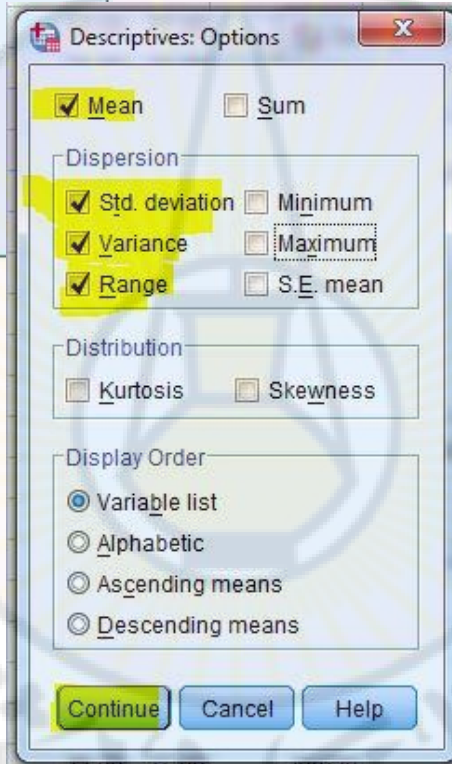 Descriptives: Options
Mean Sum
Dispersion
Std. deviation Minimum
Variance Maximum
Range S.E. mean
Distribution
Kurtosis Skewness
Display Order
Variable list
Alphabetic
Ascending means
Descending means
Continue Cancel Help